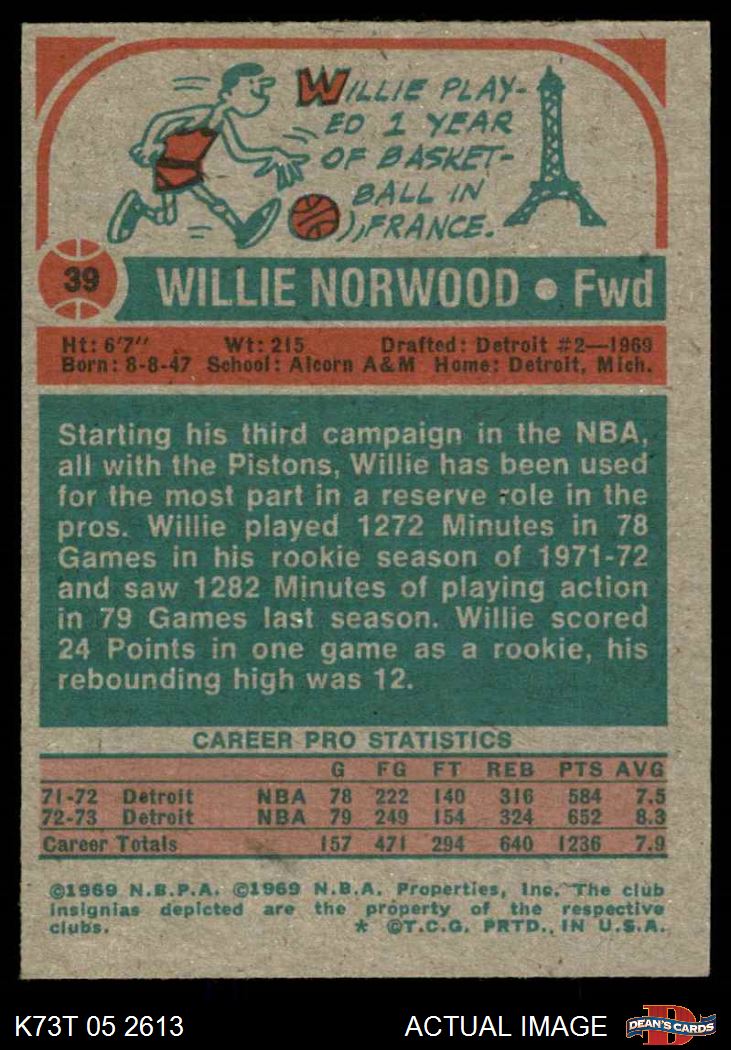 WILLIE PLAY-
ED 1 YEAR
OF BASKET-
BALL IN
FRANCE.
39
WILLIE NORWOOD • Fwd
Ht: 6'7" Wt: 215 Drafted: Detroit #2—1969
Born: 8-8-47 School: Alcorn A&M Home: Detroit, Mich.
Starting his third campaign in the NBA,
all with the Pistons, Willie has been used
for the most part in a reserve role in the
pros. Willie played 1272 Minutes in 78
Games in his rookie season of 1971-72
and saw 1282 Minutes of playing action
in 79 Games last season. Willie scored
24 Points in one game as a rookie, his
rebounding high was 12.
CAREER PRO STATISTICS
G FG FT REB PTS AVG
71-72 Detroit NBA 78 222 140 316 584 7.5
72-73 Detroit NBA 79 249 154 324 652 8.3
Career Totals 157 471 294 640 1236 7.9
©1969 N.B.P.A. ©1969 N.B.A. Properties, Inc. The club
insignias depicted are the property of the respective
clubs. * ©T.C.G. PRTD. IN U.S.A.
K73T 05 2613 ACTUAL IMAGE D DEAN'S CARDS